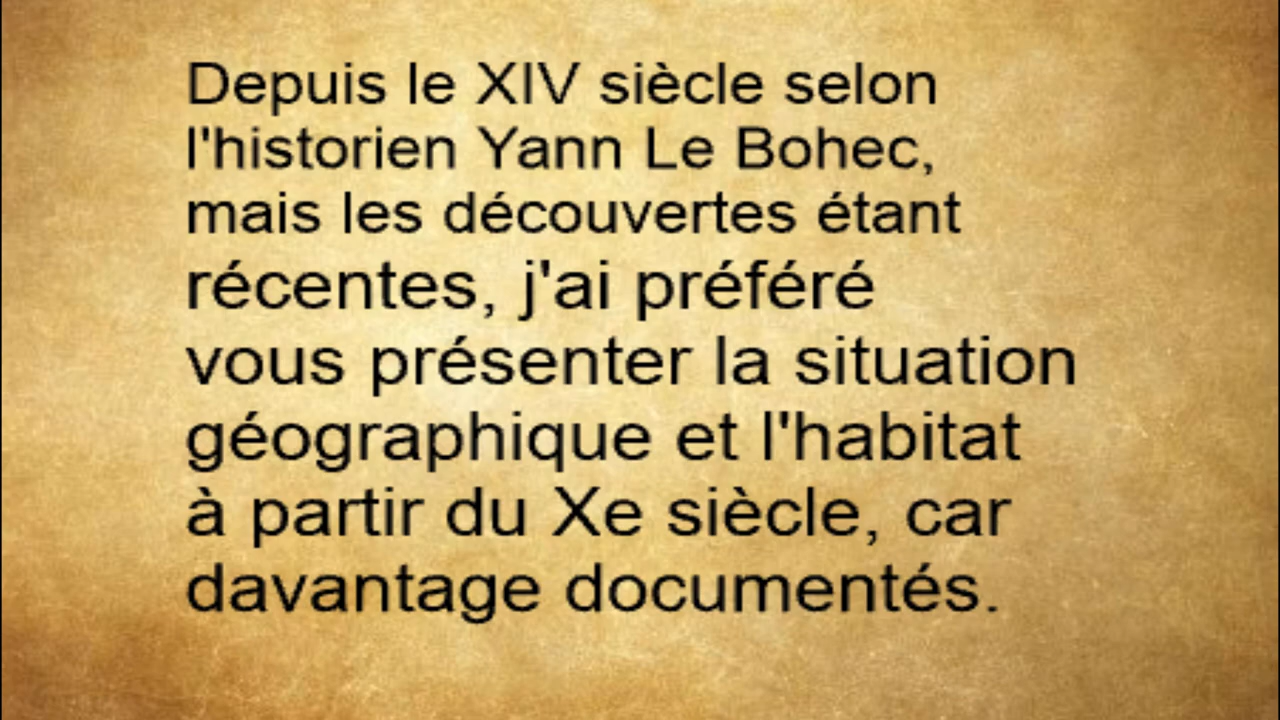 Depuis le XIV siècle selon
l'historien Yann Le Bohec,
mais les découvertes étant
récentes, j'ai préféré
vous présenter la situation
géographique et l'habitat
à partir du Xe siècle, car
davantage documentés.